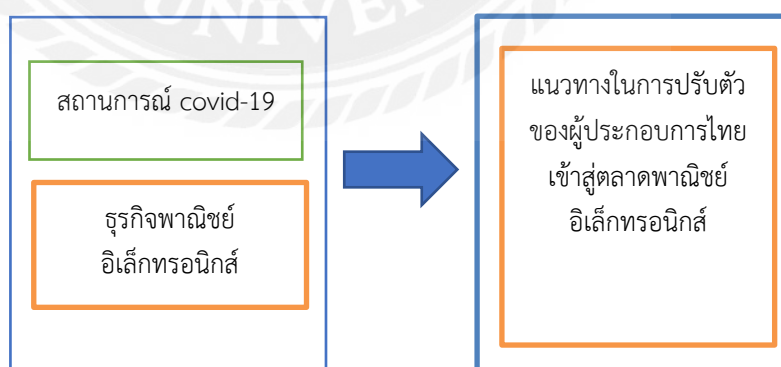 UNIVE
สถานการณ์ covid-19
ธุรกิจพาณิชย์
อิเล็กทรอนิกส์
แนวทางในการปรับตัว
ของผู้ประกอบการไทย
เข้าสู่ตลาดพาณิชย์
อิเล็กทรอนิกส์